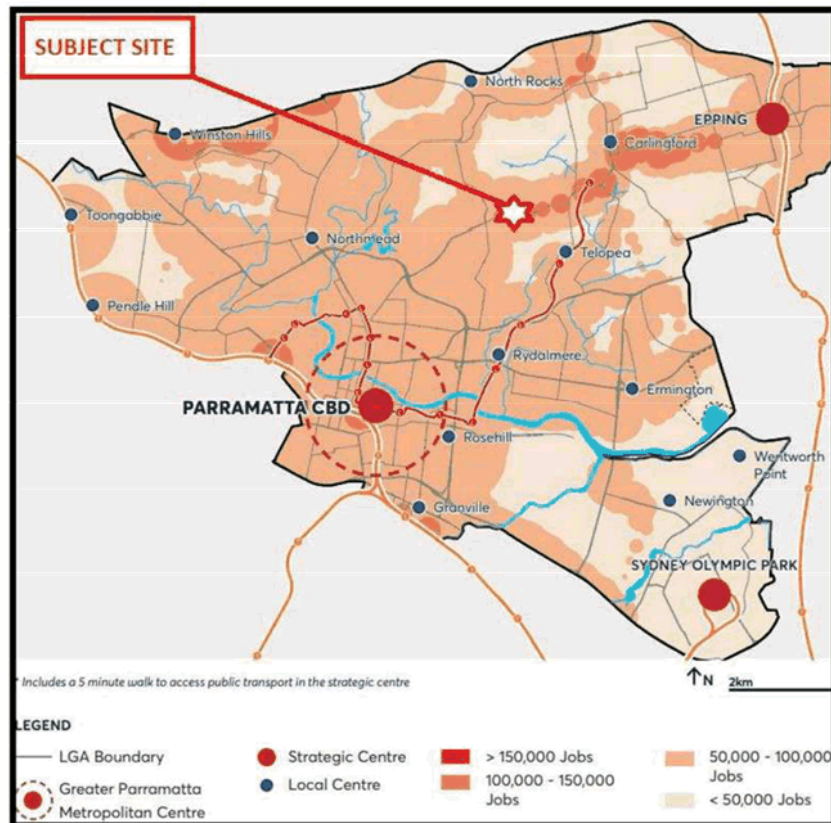 SUBJECT SITE
North Rocks
EPPING
Winston Hills
Carlingford
Toongabbie
Northmead
Telopea
Pendle Hill
Rydalmere
Ermington
PARRAMATTA CBD
Rosehill
Wentworth
Point
Newington
Granville
SYDNEY OLYMPIC PARK
* Includes a 5 minute walk to access public transport in the strategic centre
N
2km
LEGEND
LGA Boundary
Greater Parramatta
Metropolitan Centre
Strategic Centre
Local Centre
> 150,000 Jobs
100,000 - 150,000
Jobs
50,000 - 100,000
Jobs
< 50,000 Jobs